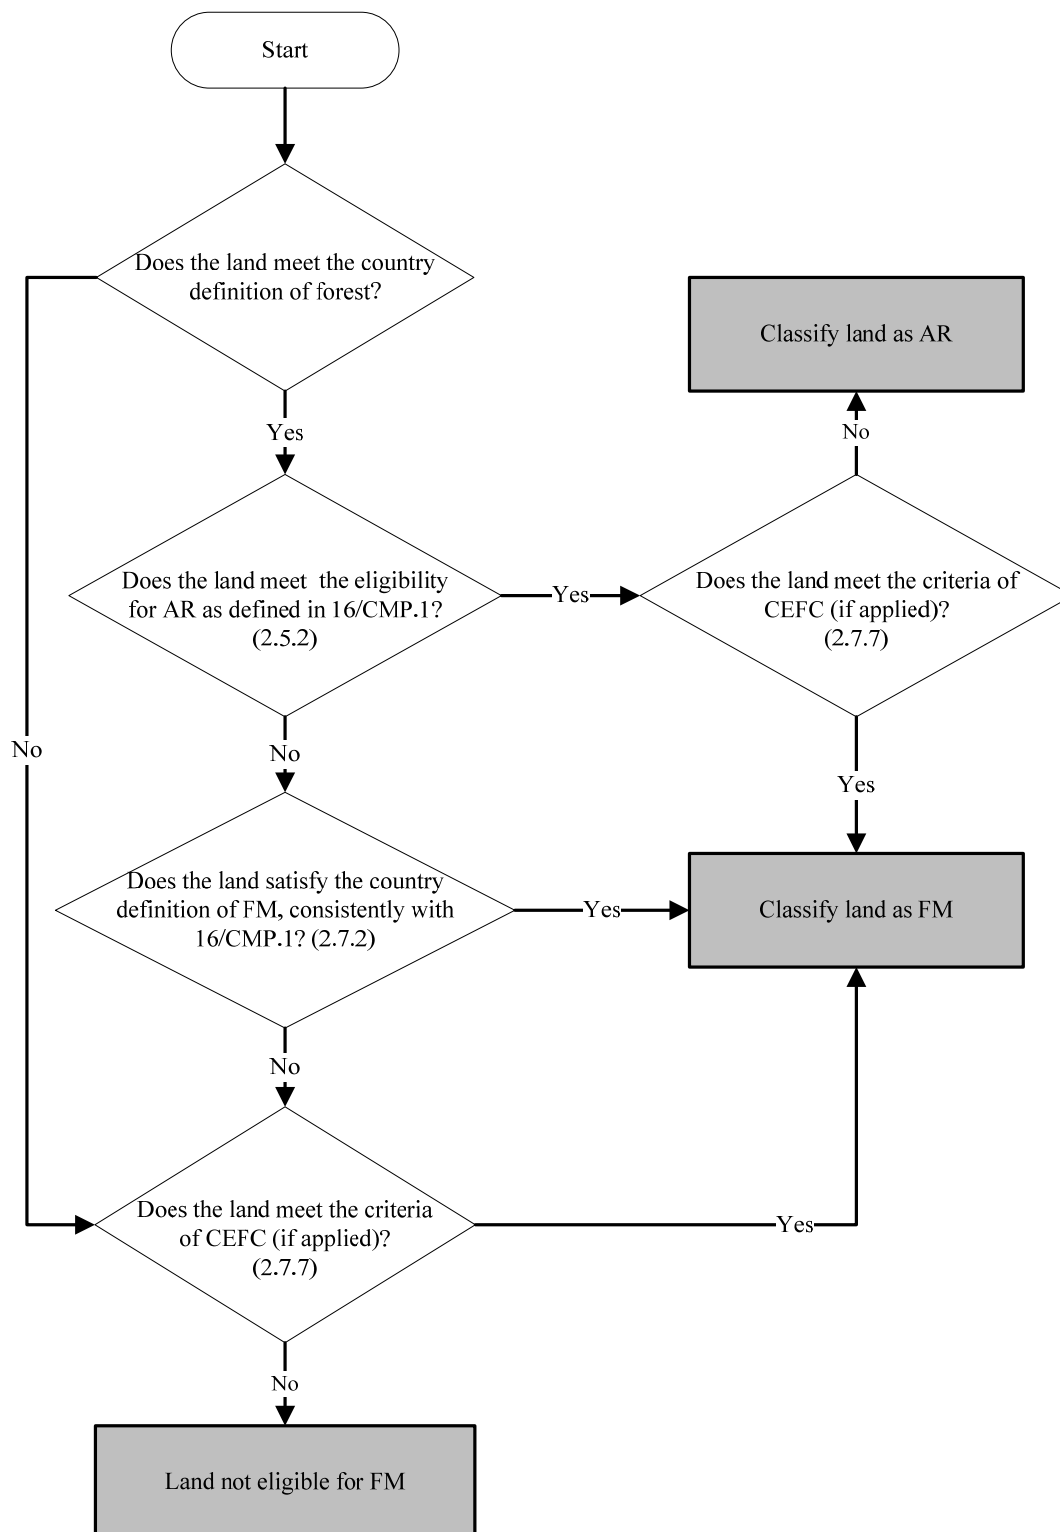 Start
Does the land meet the country
definition of forest?
Yes
No
Does the land meet the eligibility
for AR as defined in 16/CMP.1?
(2.5.2)
Yes
Does the land meet the criteria of
CEFC (if applied)?
(2.7.7)
No
Classify land as AR
Yes
No
Does the land satisfy the country
definition of FM, consistently with
16/CMP.1? (2.7.2)
Yes
Classify land as FM
No
Does the land meet the criteria
of CEFC (if applied)?
(2.7.7)
Yes
No
Land not eligible for FM